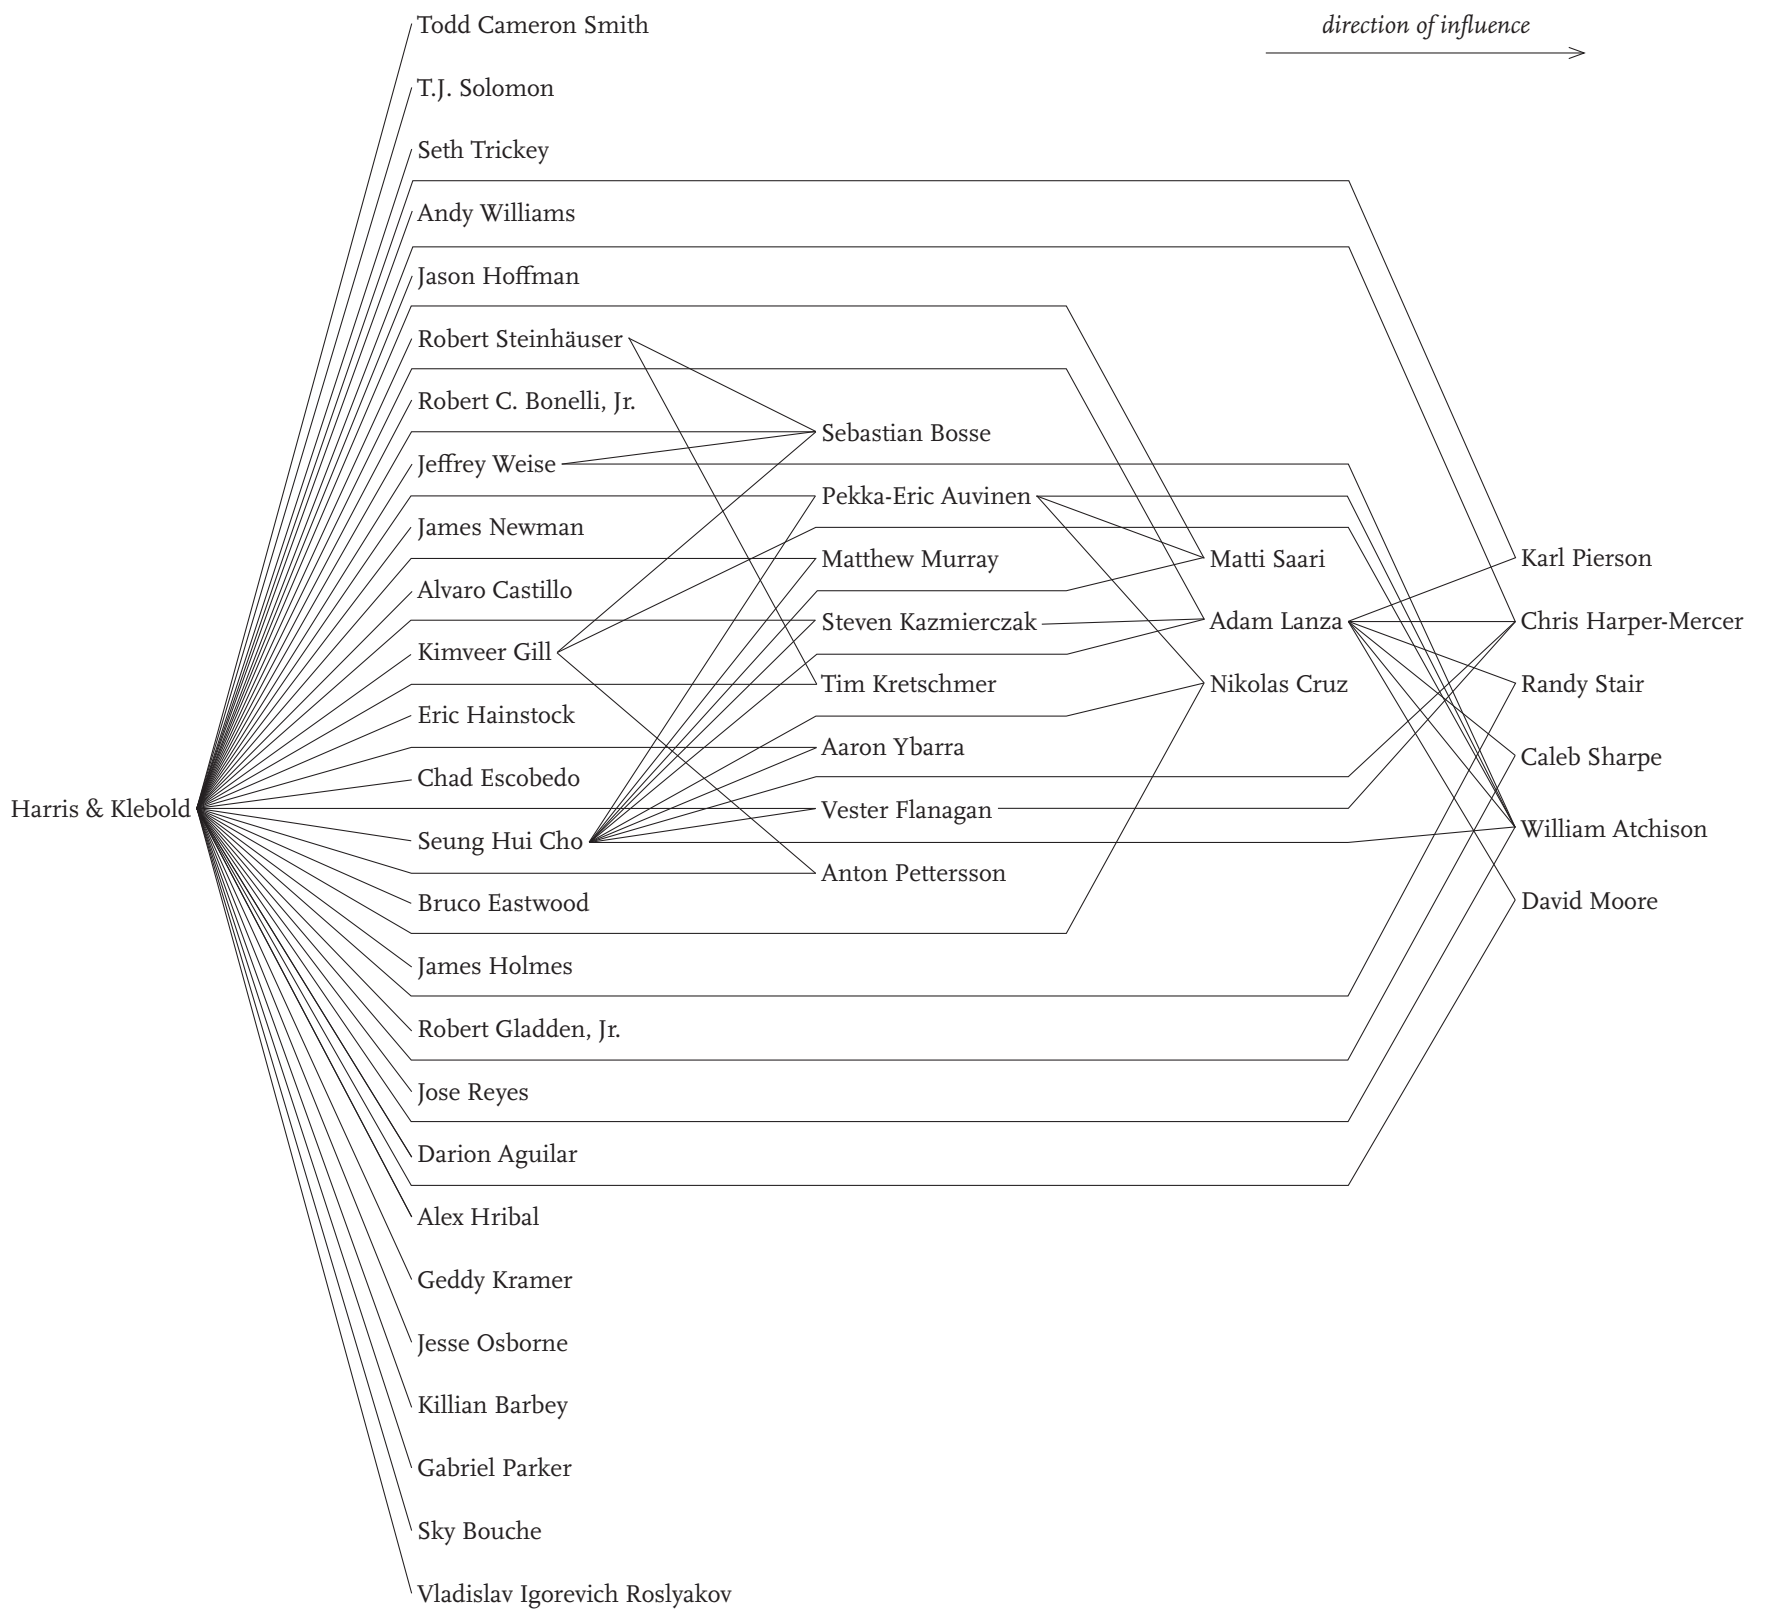 Todd Cameron Smith
direction of influence
T.J. Solomon
Seth Trickey
Andy Williams
Jason Hoffman
Robert Steinhäuser
Robert C. Bonelli, Jr.
Sebastian Bosse
Jeffrey Weise
Pekka-Eric Auvinen
James Newman
Matthew Murray
Matti Saari
Karl Pierson
Alvaro Castillo
Steven Kazmierczak
Adam Lanza
Chris Harper-Mercer
Kimveer Gill
Tim Kretschmer
Nikolas Cruz
Randy Stair
Eric Hainstock
Aaron Ybarra
Caleb Sharpe
Chad Escobedo
Harris & Klebold
Vester Flanagan
William Atchison
Seung Hui Cho
Anton Pettersson
Bruco Eastwood
David Moore
James Holmes
Robert Gladden, Jr.
Jose Reyes
Darion Aguilar
Alex Hribal
Geddy Kramer
Jesse Osborne
Killian Barbey
Gabriel Parker
Sky Bouche
Vladislav Igorevich Roslyakov